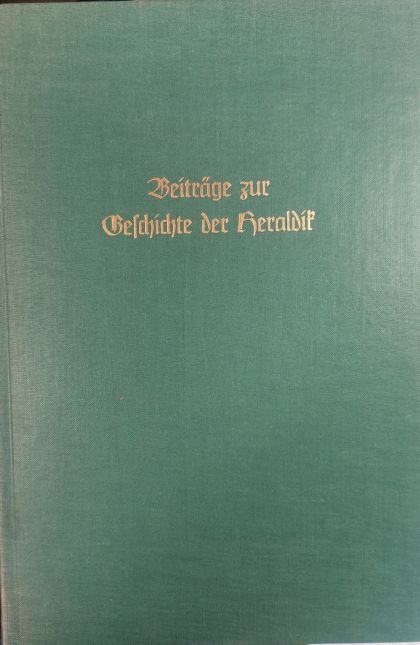 Beiträge zur
Geſchichte der Heraldik